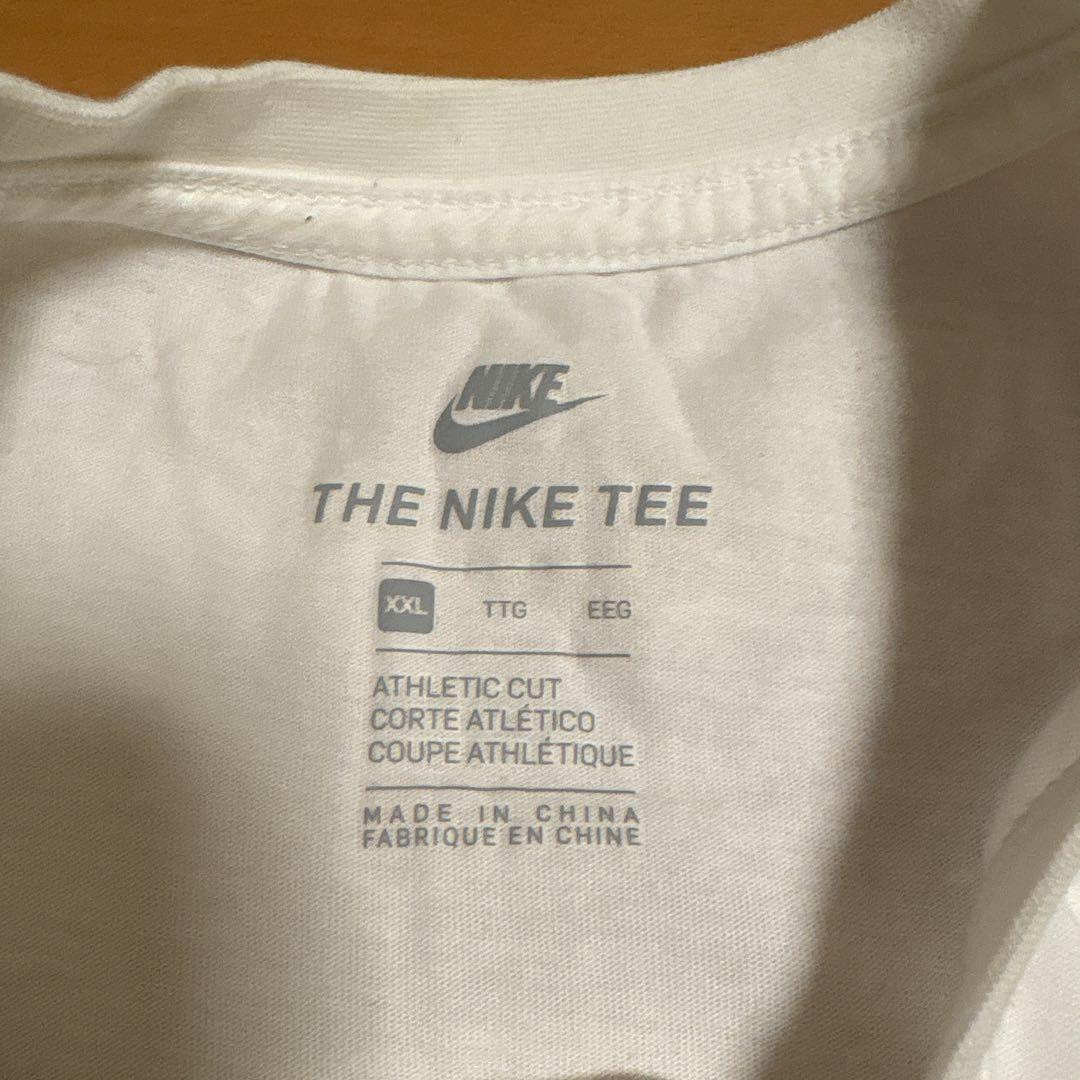 NIKE
THE NIKE TEE
XXL TTG EEG
ATHLETIC CUT
CORTE ATLÉTICO
COUPE ATHLÉTIQUE
MADE IN CHINA
FABRIQUE EN CHINE